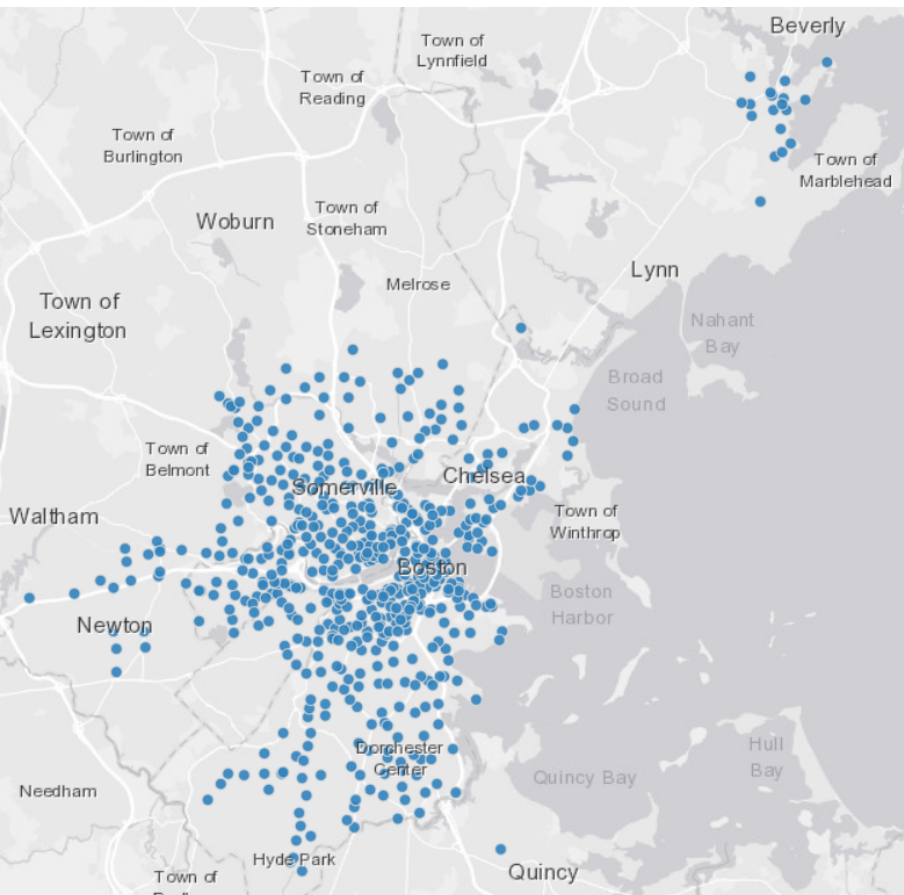 Beverly
Town of
Lynnfield
Town of
Reading
Town of
Burlington
Town of
Marblehead
Woburn
Town of
Stoneham
Lynn
Melrose
Town of
Lexington
Nahant
Bay
Broad
Sound
Town of
Belmont
Somerville
Chelsea
Waltham
Town of
Winthrop
Boston
Boston
Harbor
Newton
Dorchester
Center
Hull
Bay
Quincy Bay
Needham
Hyde Park
Quincy
Town of